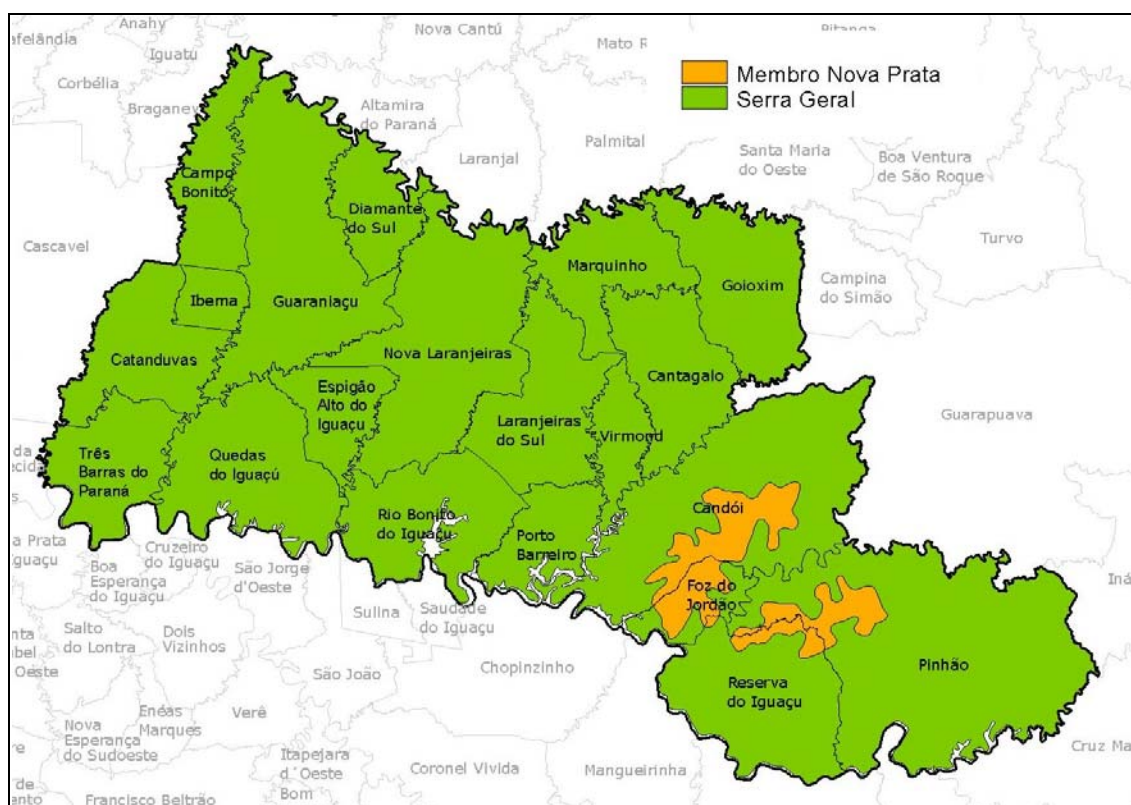 Anahy
Nova Cantú
Iguatu
Corbélia
Braganey
Altamira
do Paraná
Laranjal
Palmital
Membro Nova Prata
Serra Geral
Santa Maria
do Oeste
Boa Ventura
de São Roque
Turvo
Campina
do Simão
Cascavel
Campo
Bonito
Diamante
do Sul
Marquinho
Goioxim
Ibema
Guaraniaçu
Catanduvas
Nova Laranjeiras
Espigão
Alto do
Iguaçu
Cantagalo
Guarapuava
Laranjeiras
do Sul
Virmond
Três
Barras do
Paraná
Quedas
do Iguaçú
Rio Bonito
do Iguaçu
Porto
Barreiro
Candói
Foz do
Jordão
Pinhão
Reserva
do Iguaçu
Cruzeiro
do Iguaçu
Boa
Esperança
do Iguaçu
São Jorge
d'Oeste
Sulina
Saudade
do Iguaçu
Salto
do Lontra
Dois
Vizinhos
São João
Chopinzinho
Nova
Esperança
do Sudoeste
Enéas
Marques
Verê
Itapejara
d´Oeste
Bom
Coronel Vivida
Mangueirinha
Francisco Beltrão